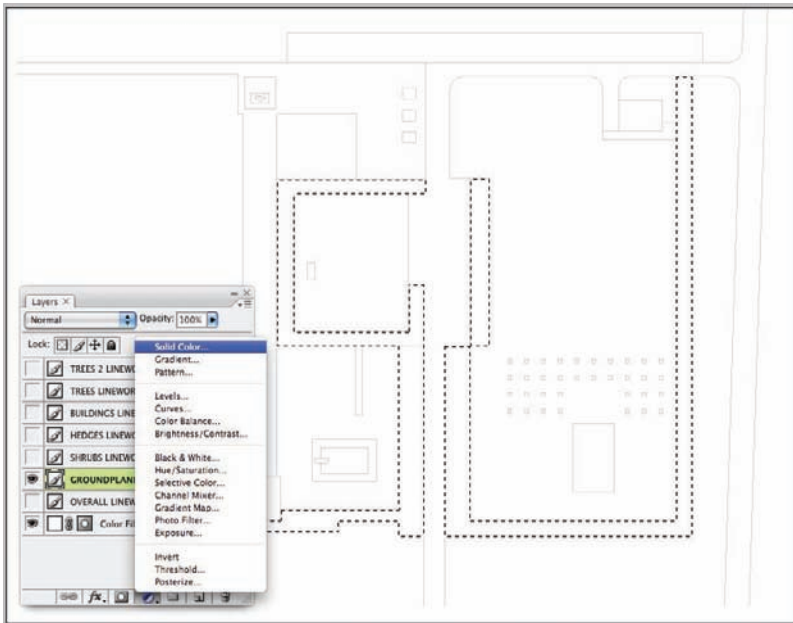 Layers ×
Normal
Opacity: 100%
Lock:
Solid Color...
Gradient...
Pattern...
Levels...
Curves...
Color Balance...
Brightness/Contrast...
Black & White...
Hue/Saturation...
Selective Color...
Channel Mixer...
Gradient Map...
Photo Filter...
Exposure...
Invert
Threshold...
Posterize...
TREES 2 LINEWO
TREES LINEWOR
BUILDINGS LINE
HEDGES LINEWO
SHRUBS LINEWO
GROUNDPLAN
OVERALL LINEW
Color Fil
fx.